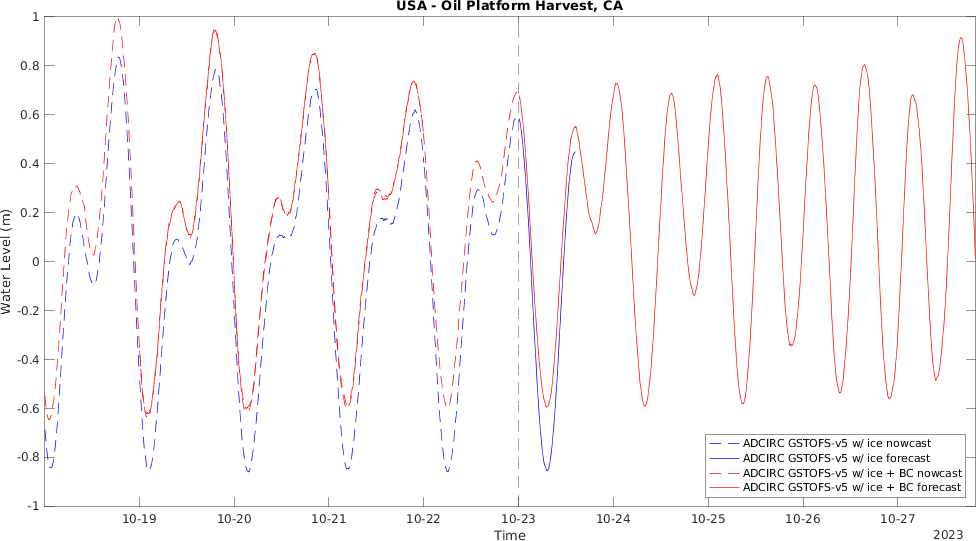 USA - Oil Platform Harvest, CA
1
0.8
0.6
0.4
0.2
0
-0.2
-0.4
-0.6
-0.8
-1
Water Level (m)
ADCIRC GSTOFS-v5 w/ ice nowcast
ADCIRC GSTOFS-v5 w/ ice forecast
ADCIRC GSTOFS-v5 w/ ice + BC nowcast
ADCIRC GSTOFS-v5 w/ ice + BC forecast
10-19 10-20 10-21 10-22 10-23 10-24 10-25 10-26 10-27
Time
2023